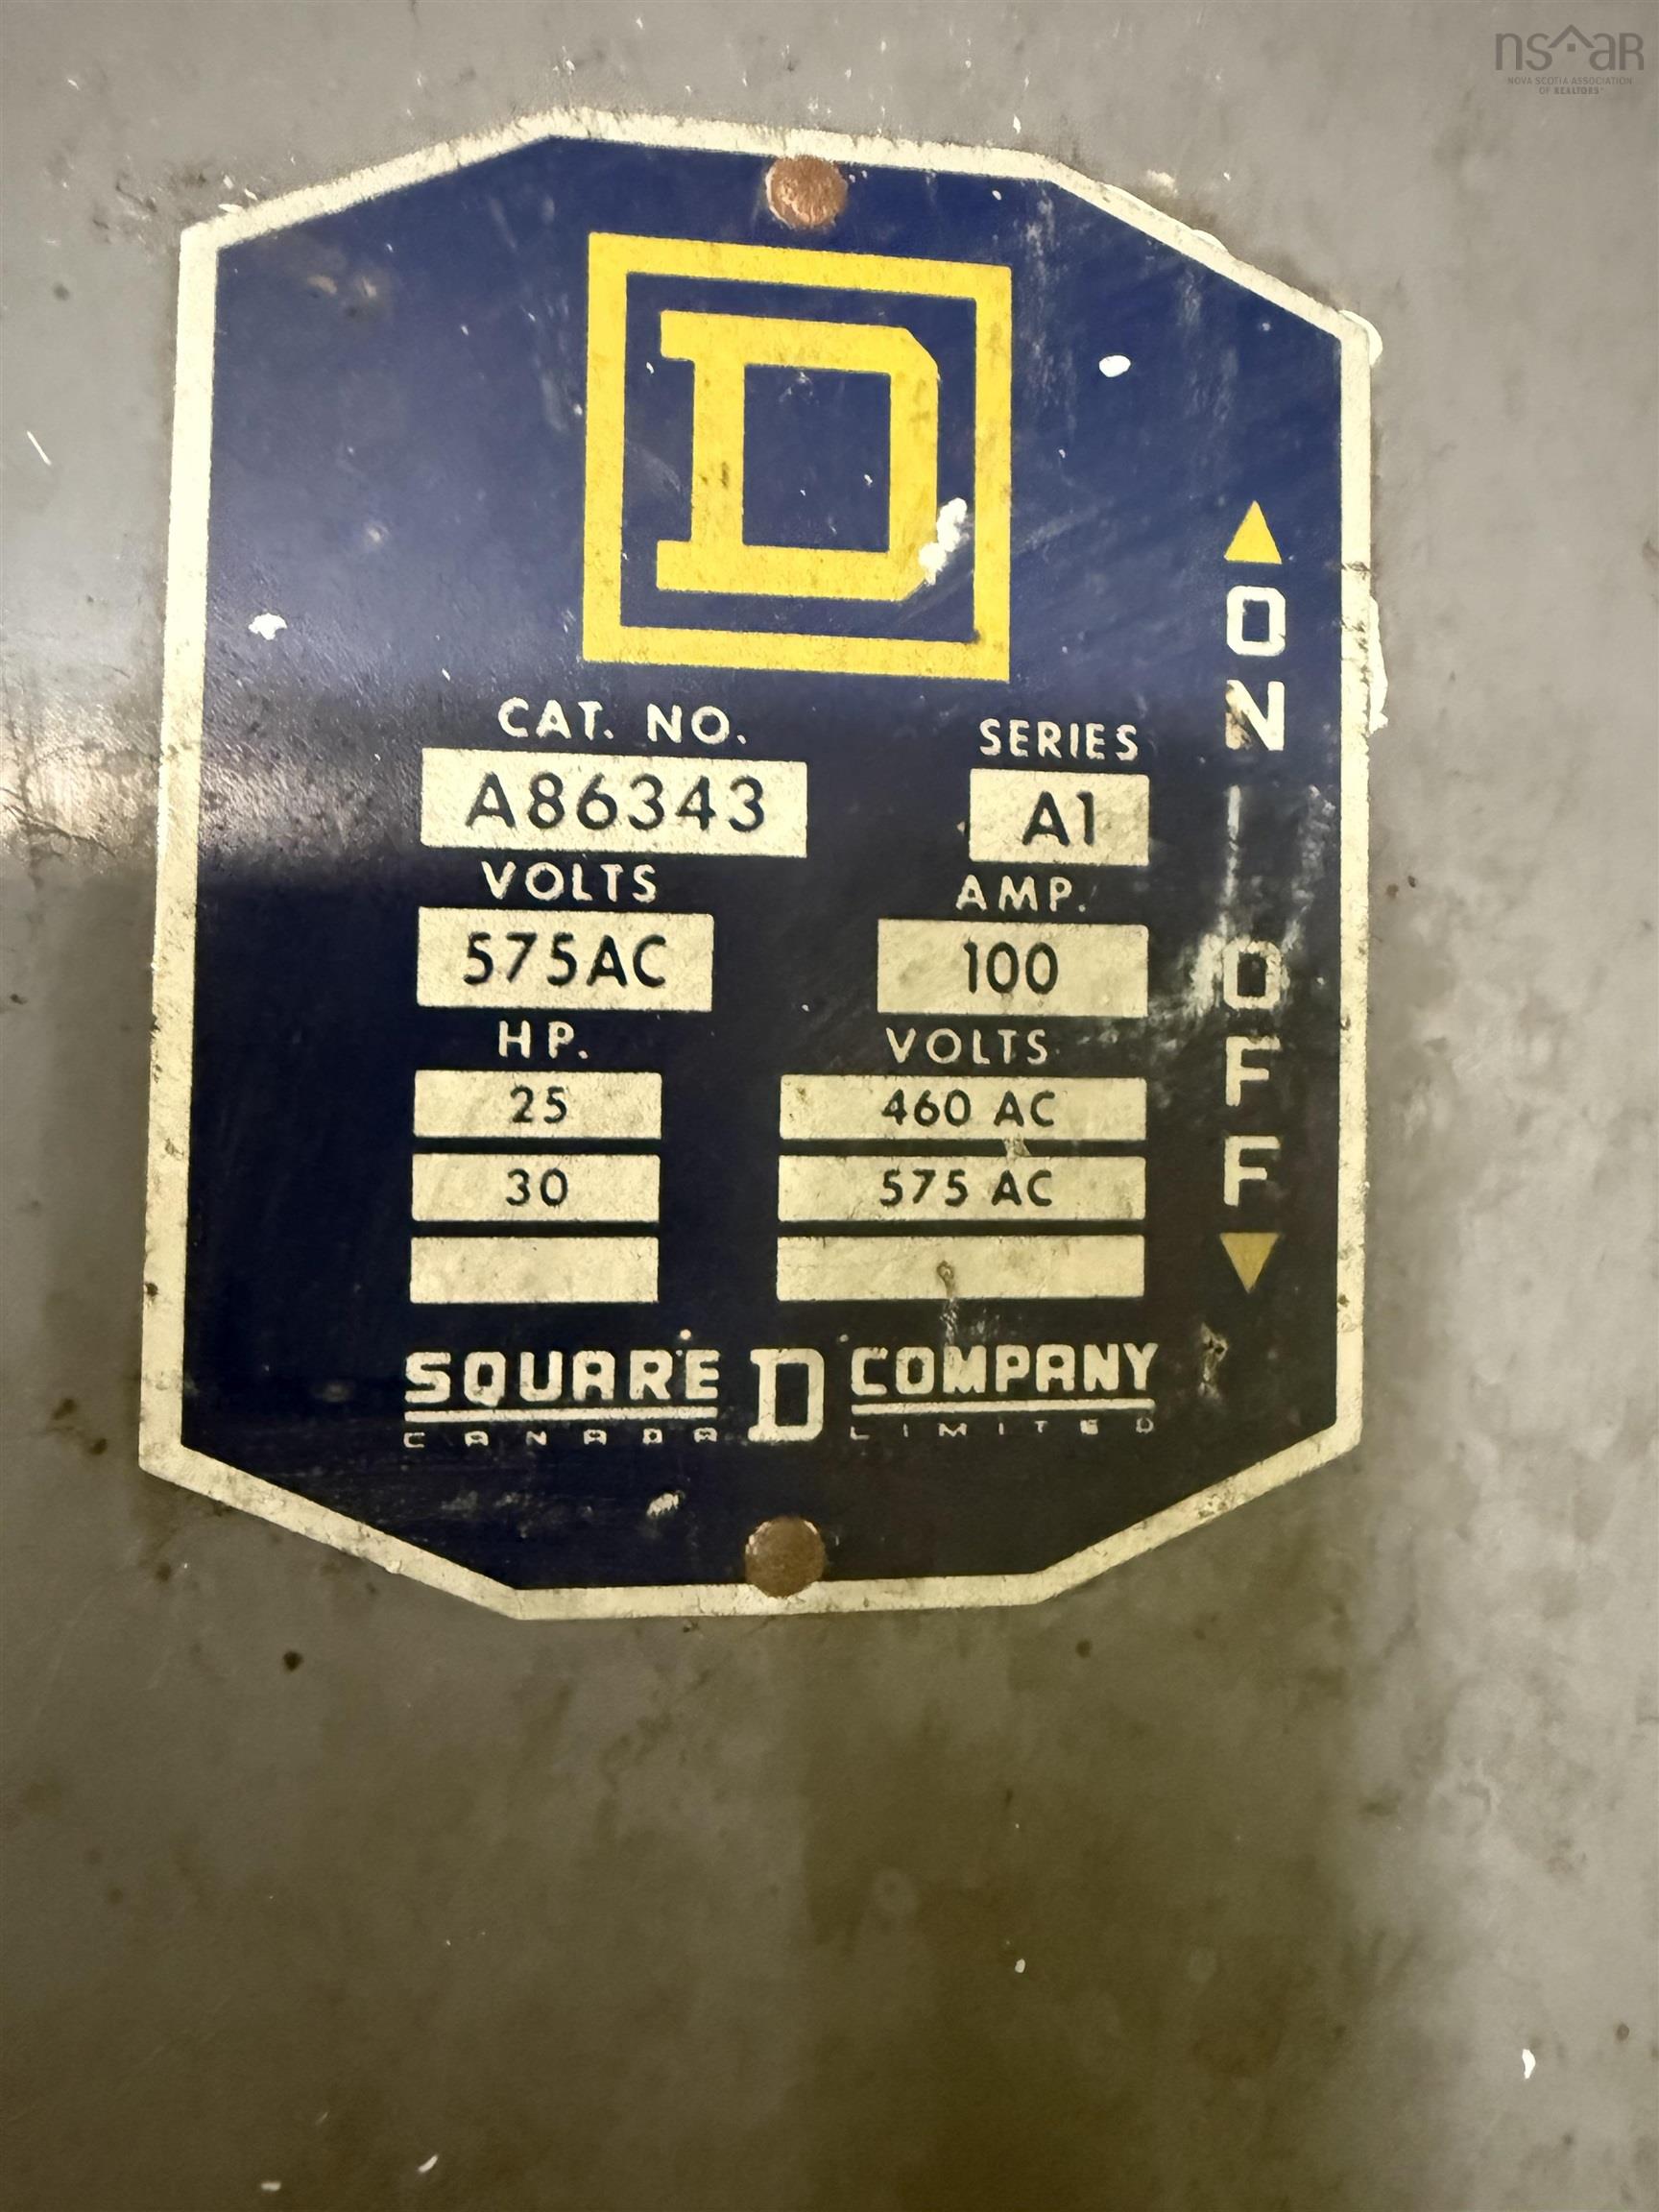 nsaar
NOVA SCOTIA ASSOCIATION
OF REALTORS®
D
CAT. NO. SERIES
A86343 A1
VOLTS AMP.
575AC 100
HP. VOLTS
25 460 AC
30 575 AC
ON
OFF
SQUARE D COMPANY
CANADA LIMITED